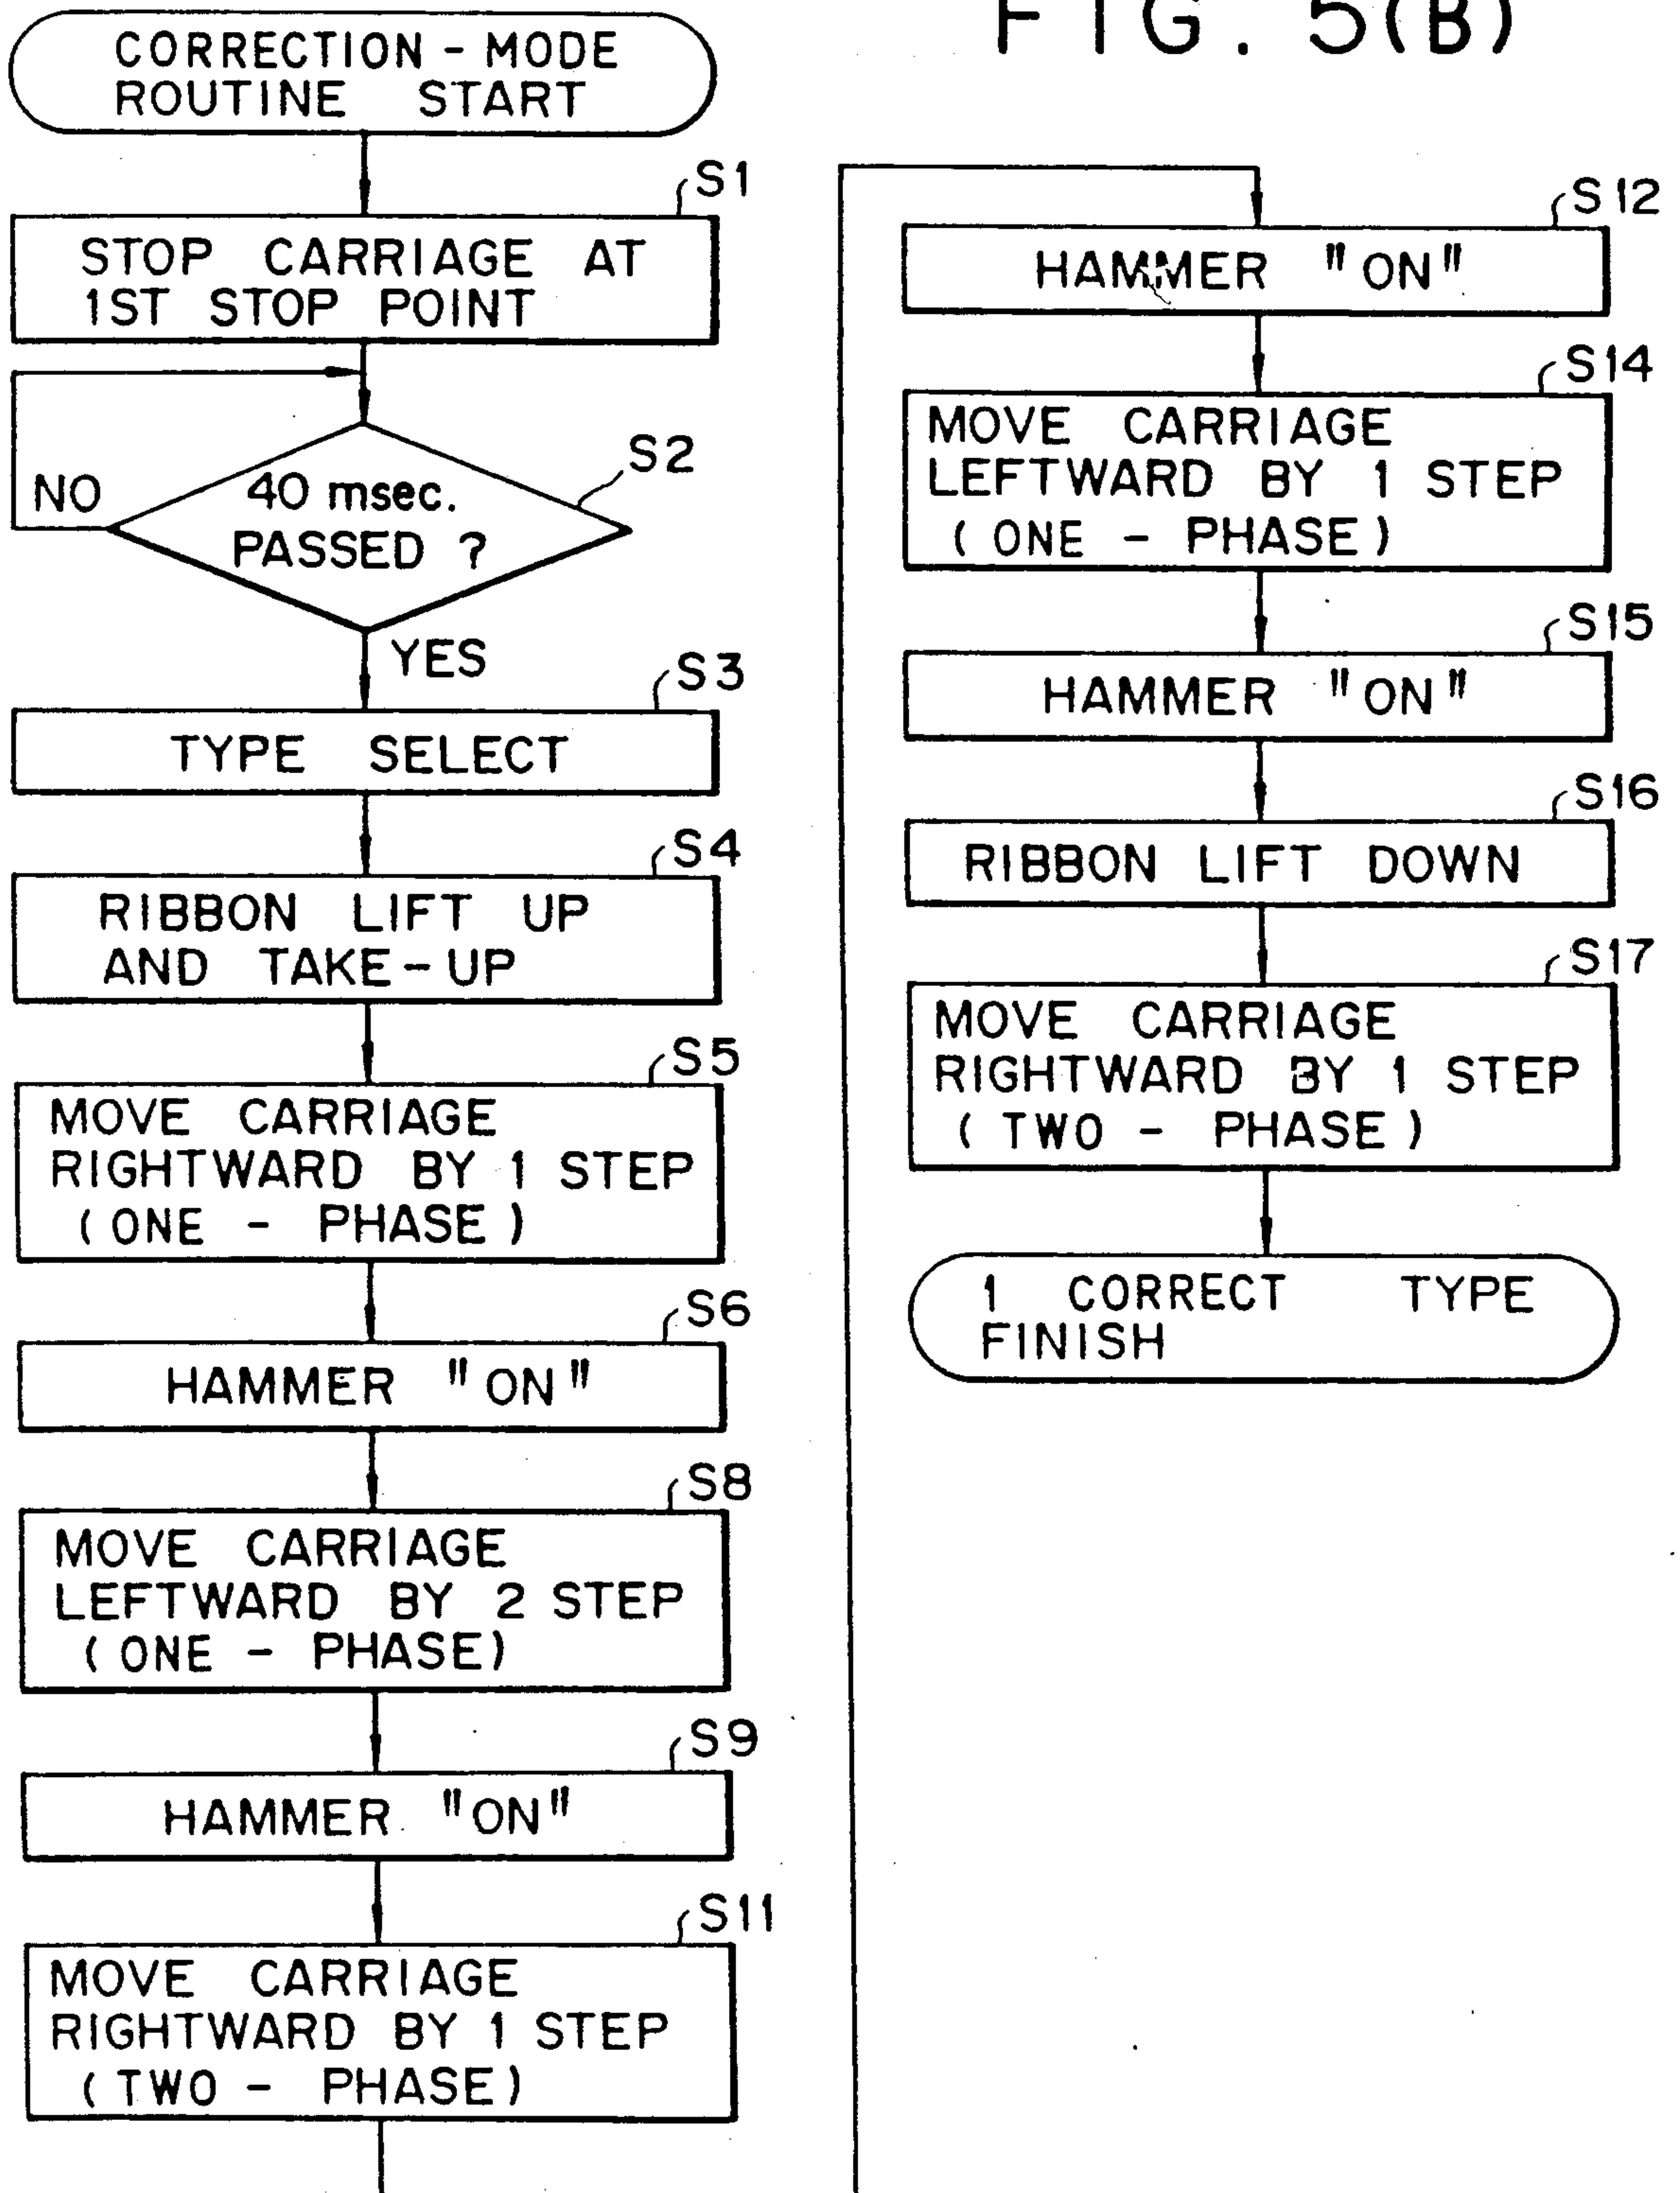 FIG. 5(B)
CORRECTION - MODE
ROUTINE START
S1
STOP CARRIAGE AT
1ST STOP POINT
S2
NO
40 msec.
PASSED ?
YES
S3
TYPE SELECT
S4
RIBBON LIFT UP
AND TAKE-UP
S5
MOVE CARRIAGE
RIGHTWARD BY 1 STEP
(ONE - PHASE)
S6
HAMMER "ON"
S8
MOVE CARRIAGE
LEFTWARD BY 2 STEP
(ONE - PHASE)
S9
HAMMER "ON"
S11
MOVE CARRIAGE
RIGHTWARD BY 1 STEP
(TWO - PHASE)
S12
HAMMER "ON"
S14
MOVE CARRIAGE
LEFTWARD BY 1 STEP
(ONE - PHASE)
S15
HAMMER "ON"
S16
RIBBON LIFT DOWN
S17
MOVE CARRIAGE
RIGHTWARD BY 1 STEP
(TWO - PHASE)
1 CORRECT TYPE
FINISH